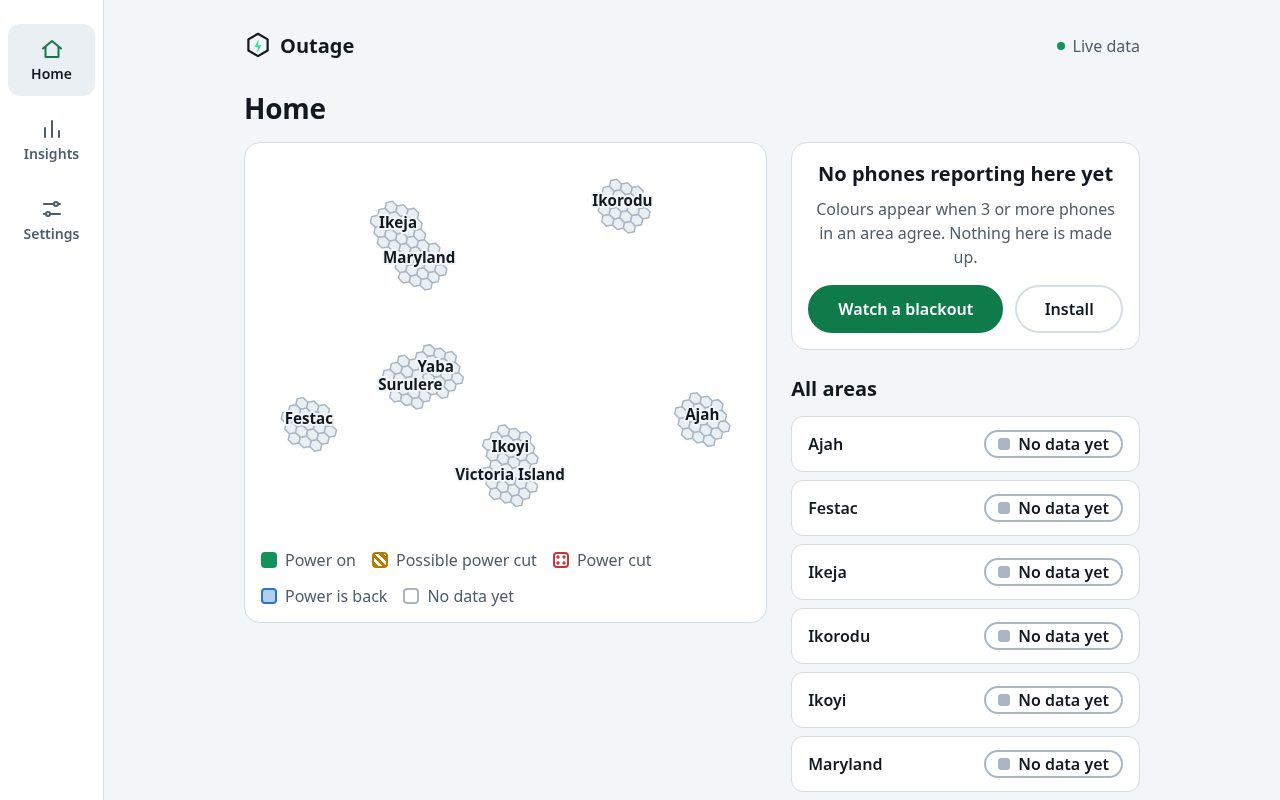 Home
Insights
Settings
Outage
Live data
Home
Ikorodu
Ikeja
Maryland
Yaba
Surulere
Festac
Ajah
Ikoyi
Victoria Island
Power on
Possible power cut
Power cut
Power is back
No data yet
No phones reporting here yet
Colours appear when 3 or more phones
in an area agree. Nothing here is made
up.
Watch a blackout
Install
All areas
Ajah
No data yet
Festac
No data yet
Ikeja
No data yet
Ikorodu
No data yet
Ikoyi
No data yet
Maryland
No data yet